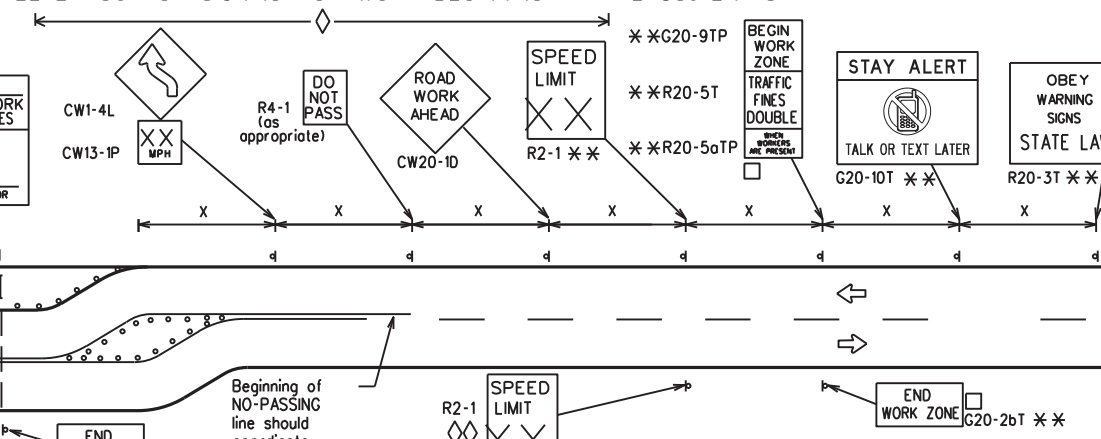 CW1-4L
CW13-1P
X X
MPH
R4-1
(as
appropriate)
DO
NOT
PASS
ROAD
WORK
AHEAD
CW20-1D
SPEED
LIMIT
X X
R2-1 **
**G20-9TP
**R20-5T
**R20-5aTP
BEGIN
WORK
ZONE
TRAFFIC
FINES
DOUBLE
WHEN
WORKERS
ARE PRESENT
STAY ALERT
TALK OR TEXT LATER
G20-10T **
OBEY
WARNING
SIGNS
STATE LA
R20-3T **
X X X X X X X
Beginning of
NO-PASSING
line should
R2-1
SPEED
LIMIT
END
WORK ZONE
G20-2bT **
END